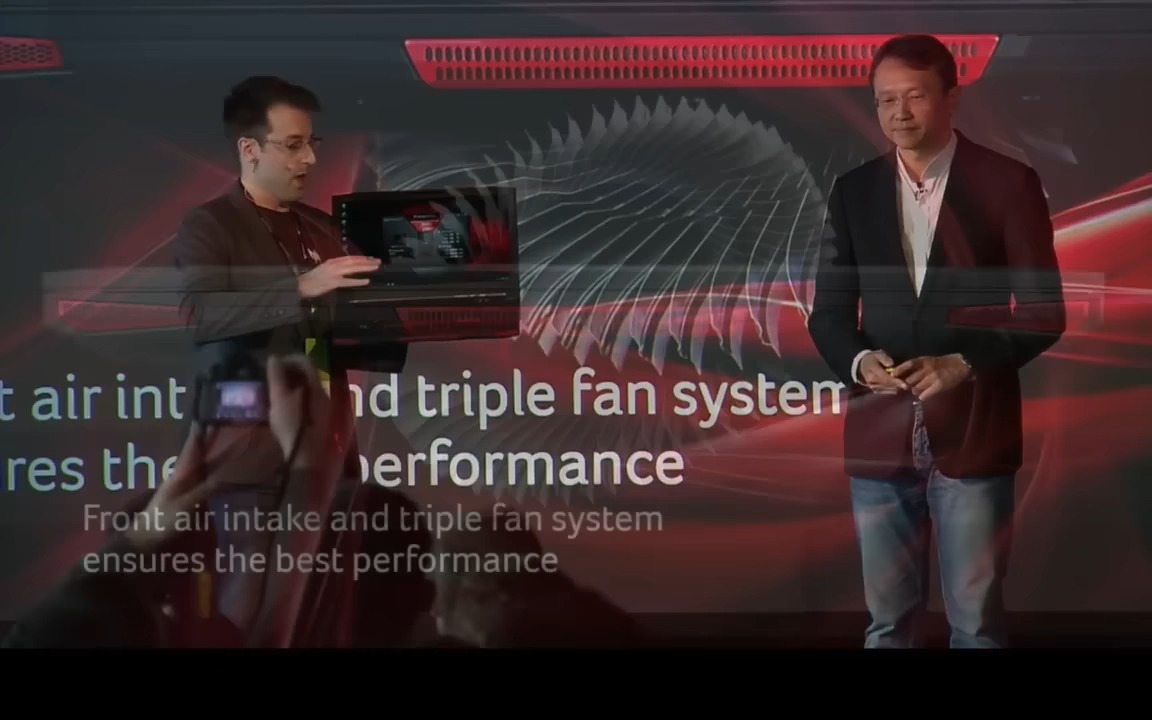 t air int nd triple fan system
res the performance
Front air intake and triple fan system
ensures the best performance